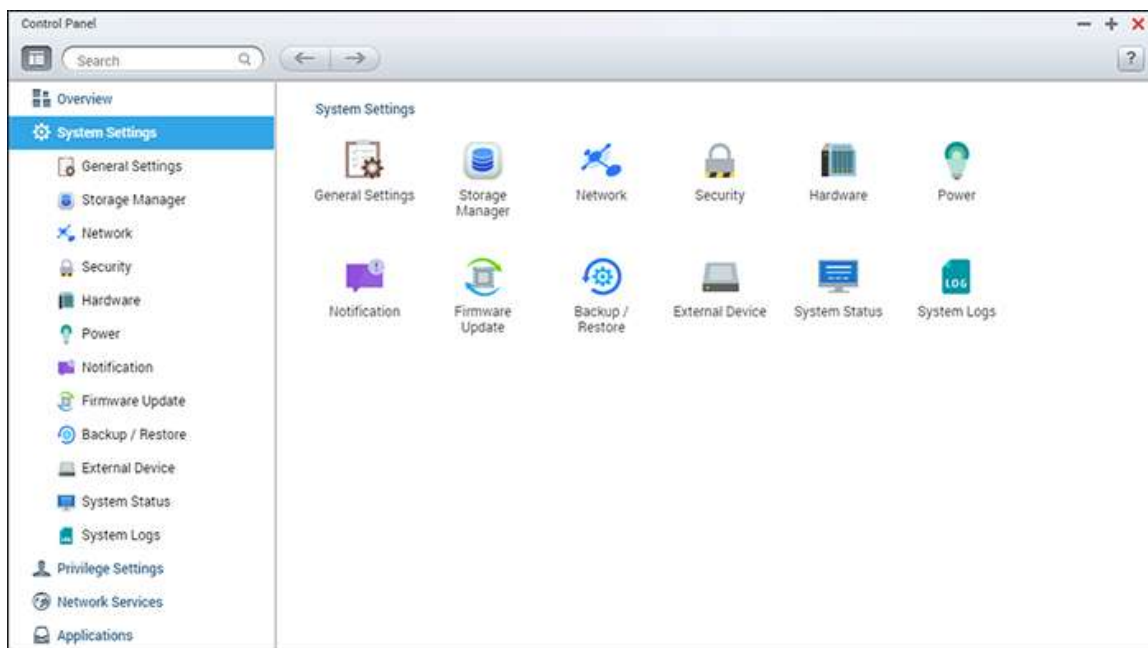 Control Panel
Search
?
Overview
System Settings
General Settings
Storage Manager
Network
Security
Hardware
Power
Notification
Firmware Update
Backup / Restore
External Device
System Status
System Logs
Privilege Settings
Network Services
Applications
System Settings
General Settings
Storage
Manager
Network
Security
Hardware
Power
Notification
Firmware
Update
Backup /
Restore
External Device
System Status
LOG
System Logs